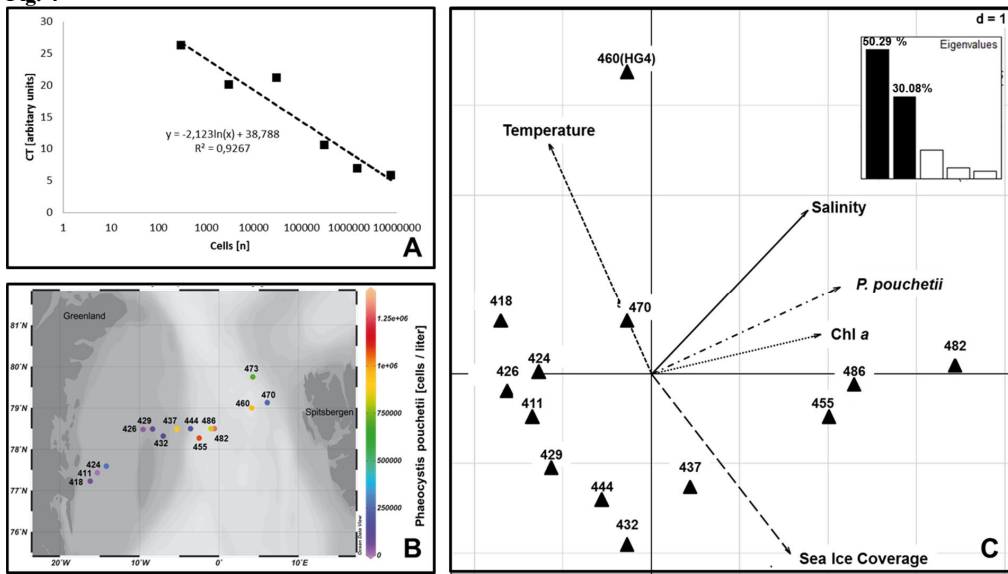 30
25
20
15
10
5
0
CT [arbitary units]
y = -2,123ln(x) + 38,788
R² = 0,9267
1 10 100 1000 10000 100000 1000000 10000000
Cells [n]
A
Greenland
Spitsbergen
81°N
80°N
79°N
78°N
77°N
76°N
20°W 10°W 0° 10°E
473
460
470
426
429
432
437
444
486
455
482
424
411
418
Ocean Data View
1.25e+06
1e+06
750000
500000
250000
0
Phaeocystis pouchetii [cells / liter]
B
d = 1
50.29 %
Eigenvalues
30.08%
460(HG4)
Temperature
Salinity
P. pouchetii
Chl a
418
470
424
426
411
482
486
455
429
444
437
432
Sea Ice Coverage
C